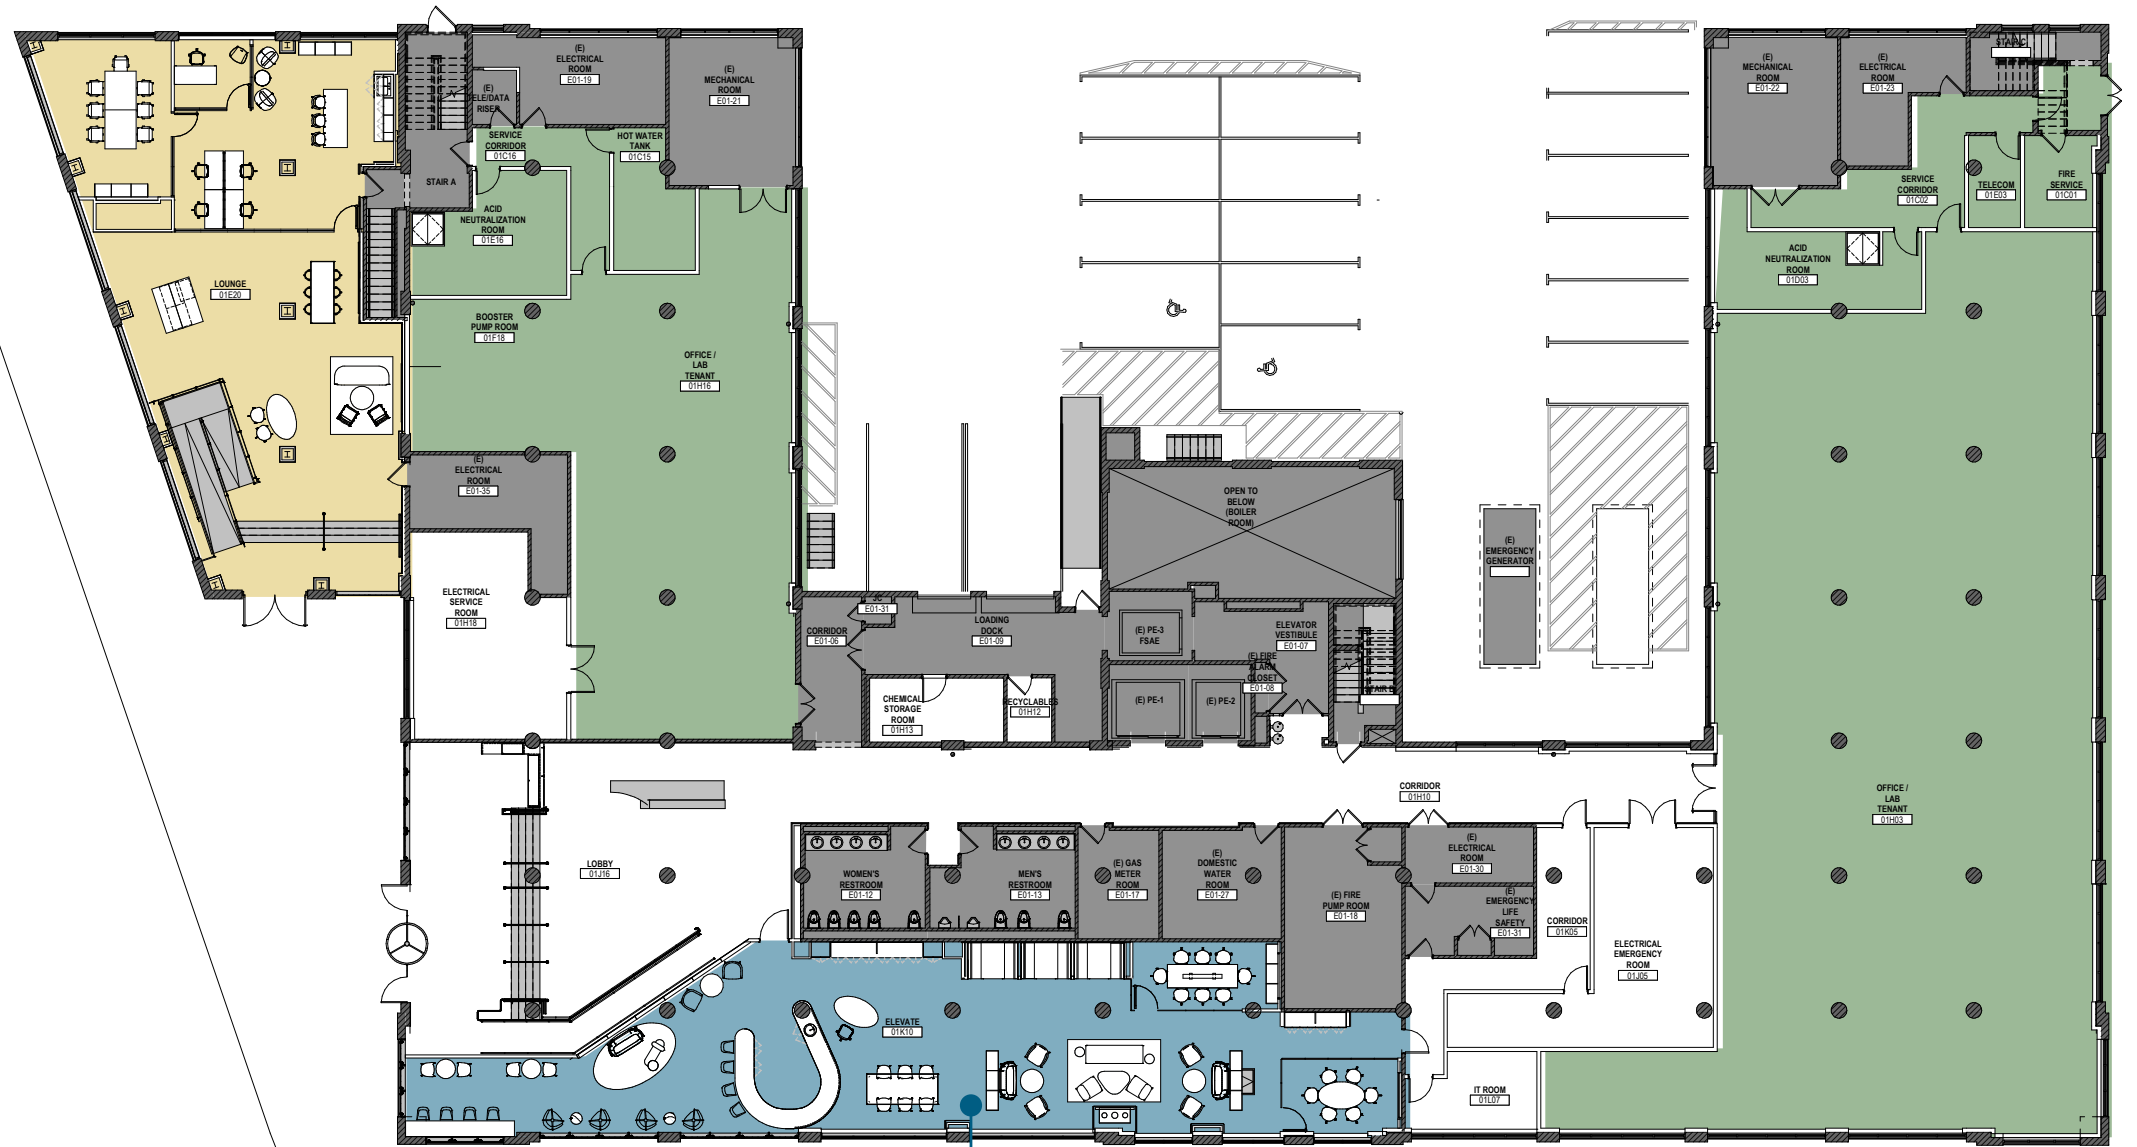 (E)
ELECTRICAL
ROOM
E01-19
(E)
MECHANICAL
ROOM
E01-21
(E)
TELE/DATA
RISER
SERVICE
CORRIDOR
01C16
HOT WATER
TANK
01C15
STAIR A
ACID
NEUTRALIZATION
ROOM
01E16
LOUNGE
01E20
BOOSTER
PUMP ROOM
01F18
OFFICE /
LAB
TENANT
01H16
(E)
ELECTRICAL
ROOM
E01-35
ELECTRICAL
SERVICE
ROOM
01H18
(E)
MECHANICAL
ROOM
E01-22
(E)
ELECTRICAL
ROOM
E01-23
STAIR C
SERVICE
CORRIDOR
01C02
TELECOM
01E03
FIRE
SERVICE
01C01
ACID
NEUTRALIZATION
ROOM
01D03
OPEN TO
BELOW
(BOILER
ROOM)
(E)
EMERGENCY
GENERATOR
JC
E01-31
CORRIDOR
E01-06
LOADING
DOCK
E01-09
(E) PE-3
FSAE
ELEVATOR
VESTIBULE
E01-07
(E) FIRE
ALARM
CLOSET
E01-08
CHEMICAL
STORAGE
ROOM
01H13
RECYCLABLES
01H12
(E) PE-1
(E) PE-2
CORRIDOR
01H10
OFFICE /
LAB
TENANT
01H03
LOBBY
01J16
WOMEN'S
RESTROOM
E01-12
MEN'S
RESTROOM
E01-13
(E) GAS
METER
ROOM
E01-17
(E)
DOMESTIC
WATER
ROOM
E01-27
(E) FIRE
PUMP ROOM
E01-18
(E)
ELECTRICAL
ROOM
E01-30
(E)
EMERGENCY
LIFE
SAFETY
E01-31
CORRIDOR
01K05
ELECTRICAL
EMERGENCY
ROOM
01J05
ELEVATE
01K10
IT ROOM
01L07